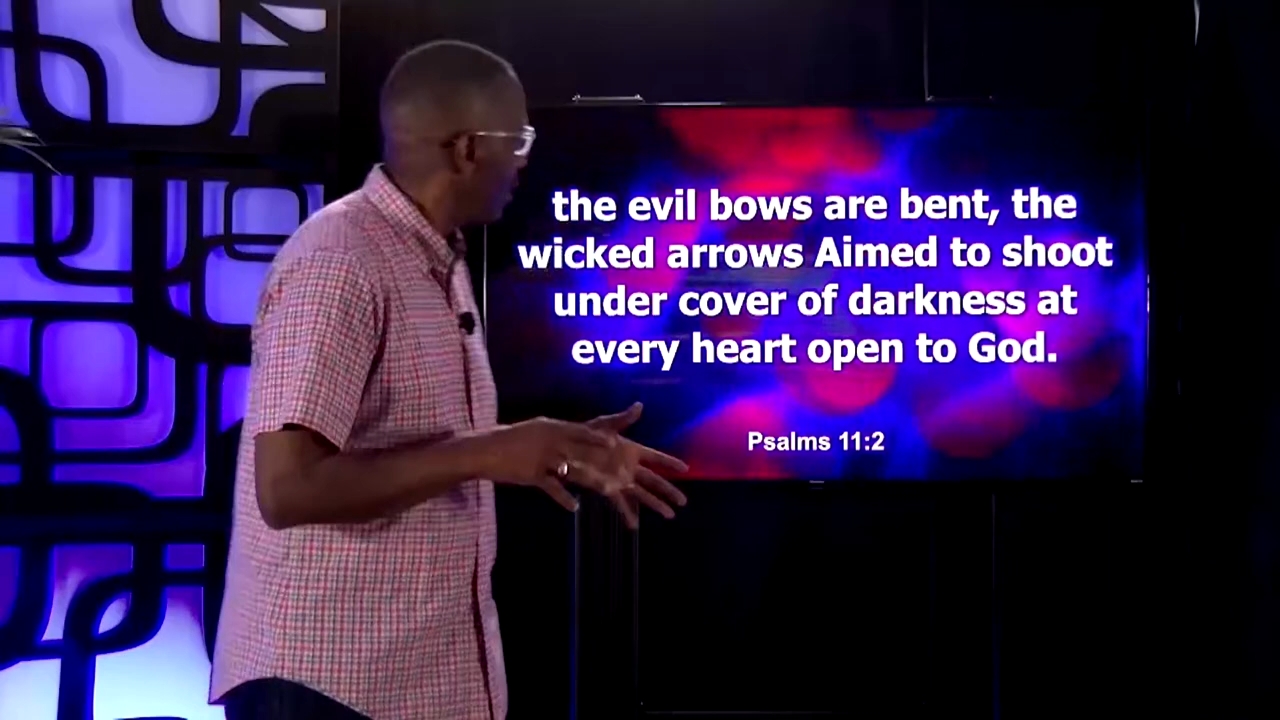 the evil bows are bent, the
wicked arrows Aimed to shoot
under cover of darkness at
every heart open to God.
Psalms 11:2